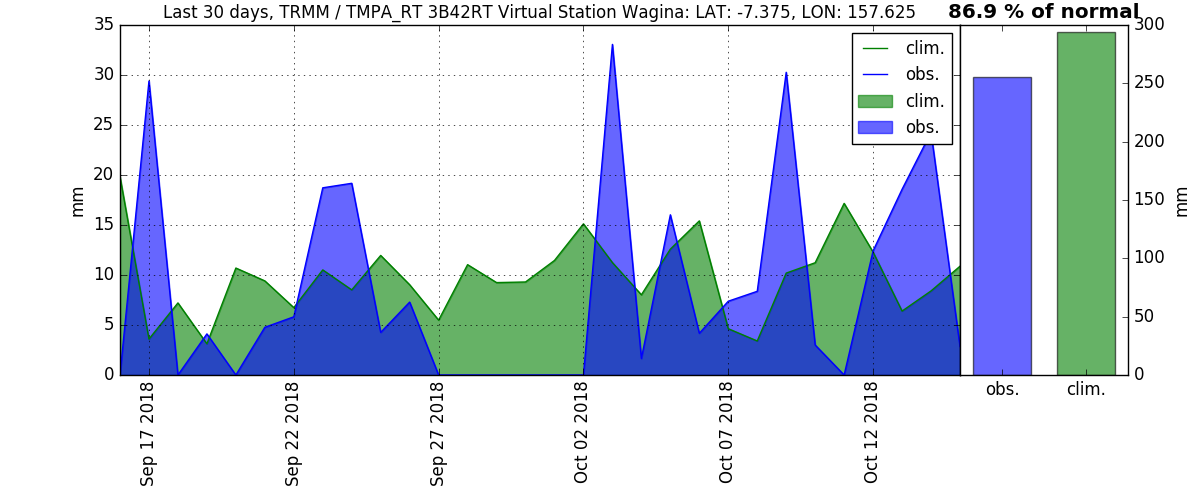 Last 30 days, TRMM / TMPA_RT 3B42RT Virtual Station Wagina: LAT: -7.375, LON: 157.625
86.9 % of normal
35
30
25
20
15
10
5
0
mm
clim.
obs.
clim.
obs.
300
250
200
150
100
50
0
mm
Sep 17 2018
Sep 22 2018
Sep 27 2018
Oct 02 2018
Oct 07 2018
Oct 12 2018
obs.
clim.